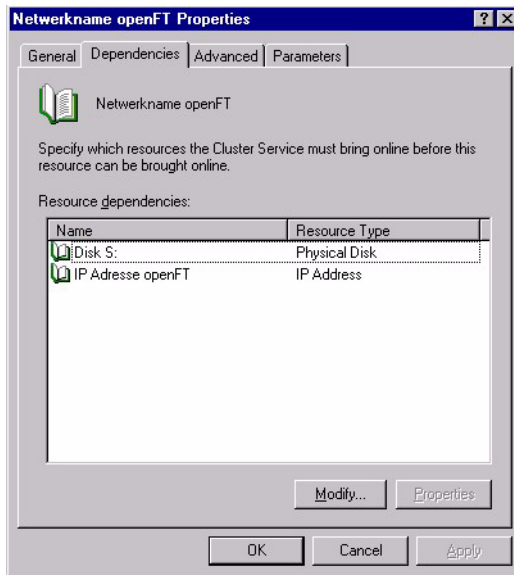 Netwerkname openFT Properties
General Dependencies Advanced Parameters
Netwerkname openFT
Specify which resources the Cluster Service must bring online before this
resource can be brought online.
Resource dependencies:
Name Resource Type
Disk S: Physical Disk
IP Adresse openFT IP Address
Modify... Properties
OK Cancel Apply